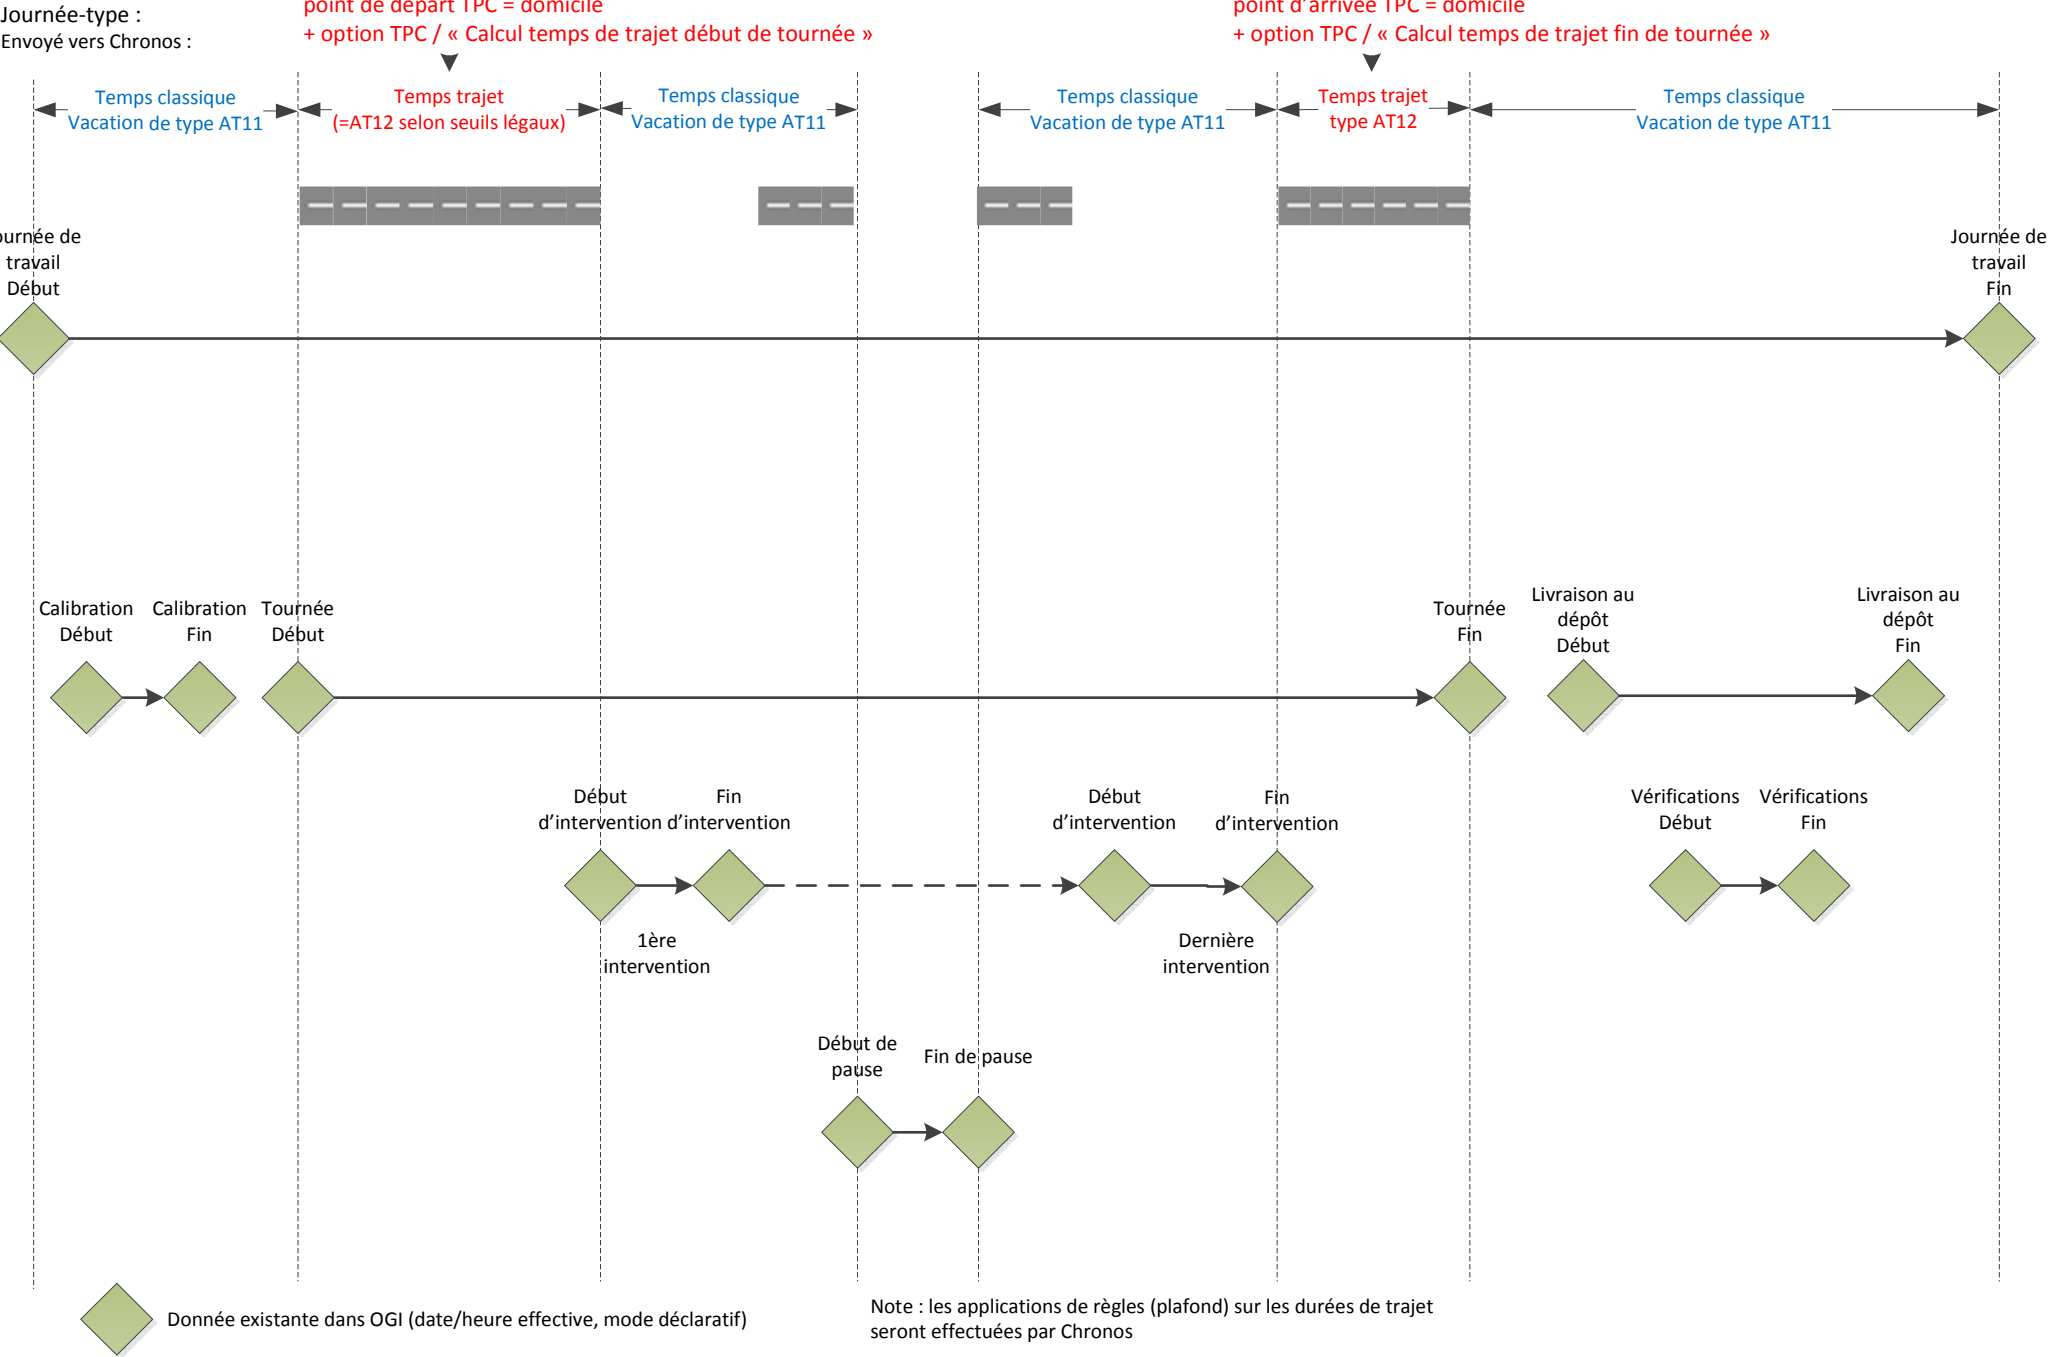 Journée-type :
Envoyé vers Chronos :
point de départ TPC = domicile
+ option TPC / « Calcul temps de trajet début de tournée »
point d'arrivée TPC = domicile
+ option TPC / « Calcul temps de trajet fin de tournée »
Temps classique
Vacation de type AT11
Temps trajet
(=AT12 selon seuils légaux)
Temps classique
Vacation de type AT11
Temps classique
Vacation de type AT11
Temps trajet
type AT12
Temps classique
Vacation de type AT11
ournée de
travail
Début
Journée de
travail
Fin
Calibration
Début
Calibration
Fin
Tournée
Début
Tournée
Fin
Livraison au
dépôt
Début
Livraison au
dépôt
Fin
Début
d’intervention
Fin
d’intervention
Début
d’intervention
Fin
d’intervention
Vérifications
Début
Vérifications
Fin
1ère
intervention
Dernière
intervention
Début de
pause
Fin de pause
Donnée existante dans OGI (date/heure effective, mode déclaratif)
Note : les applications de règles (plafond) sur les durées de trajet
seront effectuées par Chronos